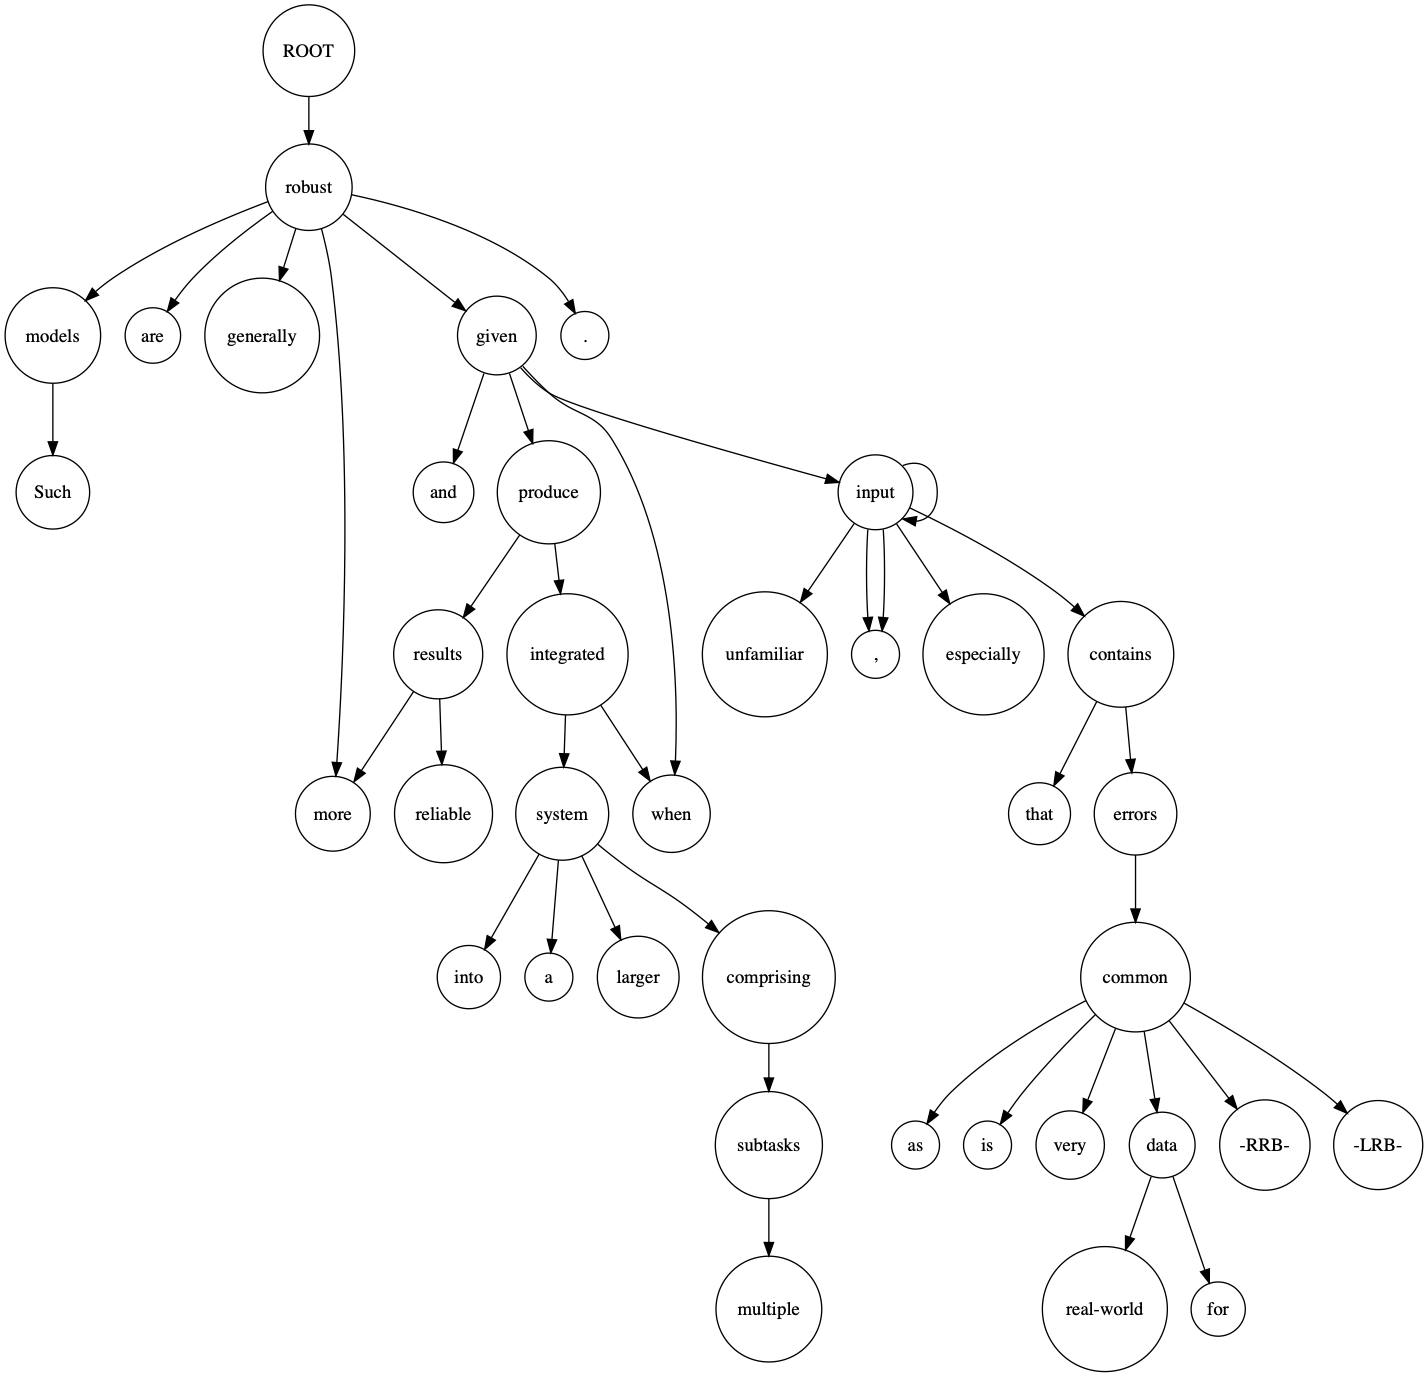 ROOT
robust
models
are
generally
given
.
Such
and
produce
input
results
integrated
unfamiliar
,
especially
contains
more
reliable
system
when
that
errors
into
a
larger
comprising
common
subtasks
as
is
very
data
-RRB-
-LRB-
multiple
real-world
for